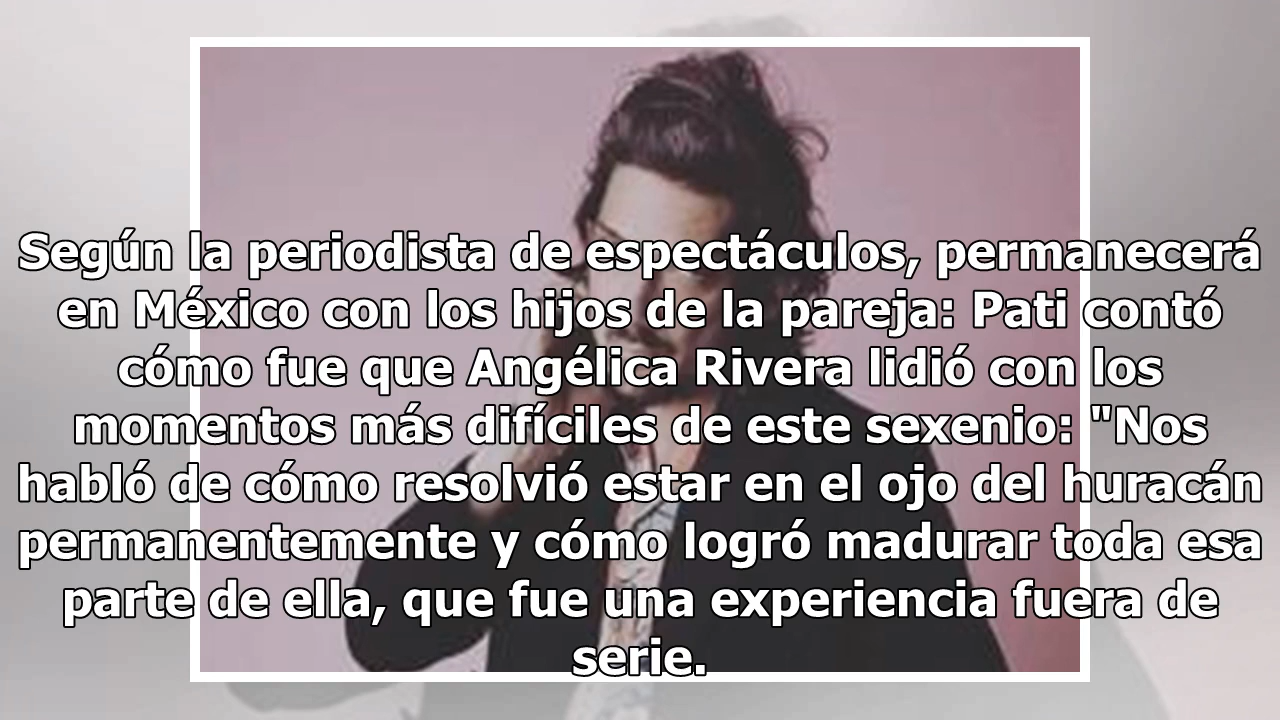 Según la periodista de espectáculos, permanecerá
en México con los hijos de la pareja: Pati contó
cómo fue que Angélica Rivera lidió con los
momentos más difíciles de este sexenio: "Nos
habló de cómo resolvió estar en el ojo del huracán
permanentemente y cómo logró madurar toda esa
parte de ella, que fue una experiencia fuera de
serie.